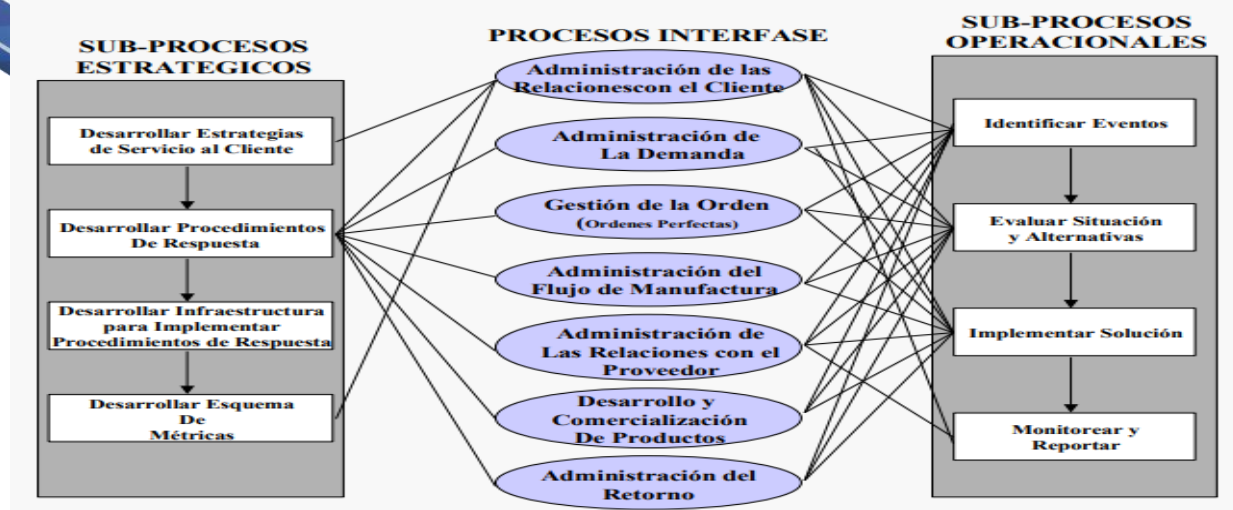 SUB-PROCESOS
ESTRATEGICOS
Desarrollar Estrategias
de Servicio al Cliente
Desarrollar Procedimientos
De Respuesta
Desarrollar Infraestructura
para Implementar
Procedimientos de Respuesta
Desarrollar Esquema
De
Métricas
PROCESOS INTERFASE
Administración de las
Relacionescon el Cliente
Administración de
La Demanda
Gestión de la Orden
(Ordenes Perfectas)
Administración del
Flujo de Manufactura
Administración de
Las Relaciones con el
Proveedor
Desarrollo y
Comercialización
De Productos
Administración del
Retorno
SUB-PROCESOS
OPERACIONALES
Identificar Eventos
Evaluar Situación
y Alternativas
Implementar Solución
Monitorear y
Reportar